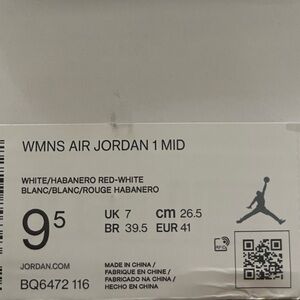 WMNS AIR JORDAN 1 MID
WHITE/HABANERO RED-WHITE
BLANC/BLANC/ROUGE HABANERO
9 5
UK 7 cm 26.5
BR 39.5 EUR 41
JORDAN.COM
BQ6472 116
MADE IN CHINA /
FABRIQUE EN CHINE /
FABRICADO NA CHINA /
HECHO EN CHINA